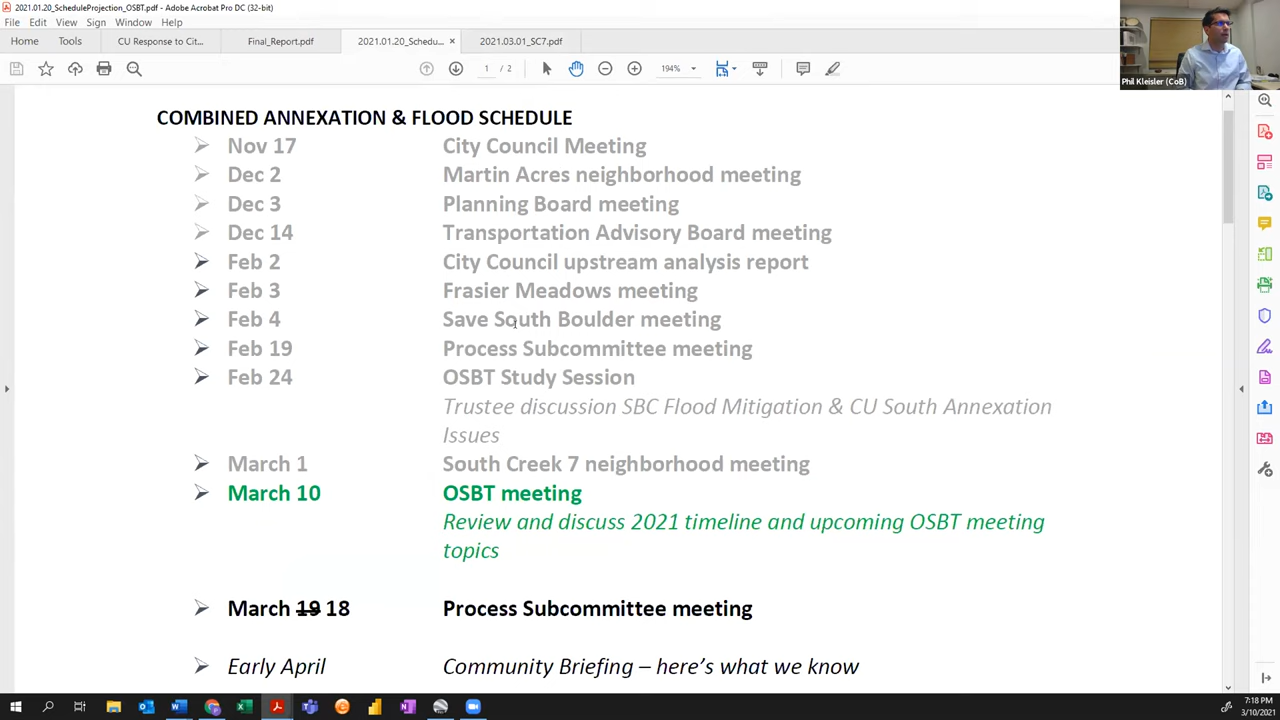 2021.01.20_ScheduleProjection_OSBT.pdf - Adobe Acrobat Pro DC (32-bit)
File Edit View Sign Window Help
Home Tools CU Response to Cit... Final_Report.pdf 2021.01.20_Schedu... × 2021.03.01_SC7.pdf
1 / 2 194%
Phil Kleisler (CoB)
COMBINED ANNEXATION & FLOOD SCHEDULE
Nov 17 City Council Meeting
Dec 2 Martin Acres neighborhood meeting
Dec 3 Planning Board meeting
Dec 14 Transportation Advisory Board meeting
Feb 2 City Council upstream analysis report
Feb 3 Frasier Meadows meeting
Feb 4 Save South Boulder meeting
Feb 19 Process Subcommittee meeting
Feb 24 OSBT Study Session
Trustee discussion SBC Flood Mitigation & CU South Annexation
Issues
March 1 South Creek 7 neighborhood meeting
March 10 OSBT meeting
Review and discuss 2021 timeline and upcoming OSBT meeting
topics
March 19 18 Process Subcommittee meeting
Early April Community Briefing – here's what we know
7:18 PM
3/10/2021